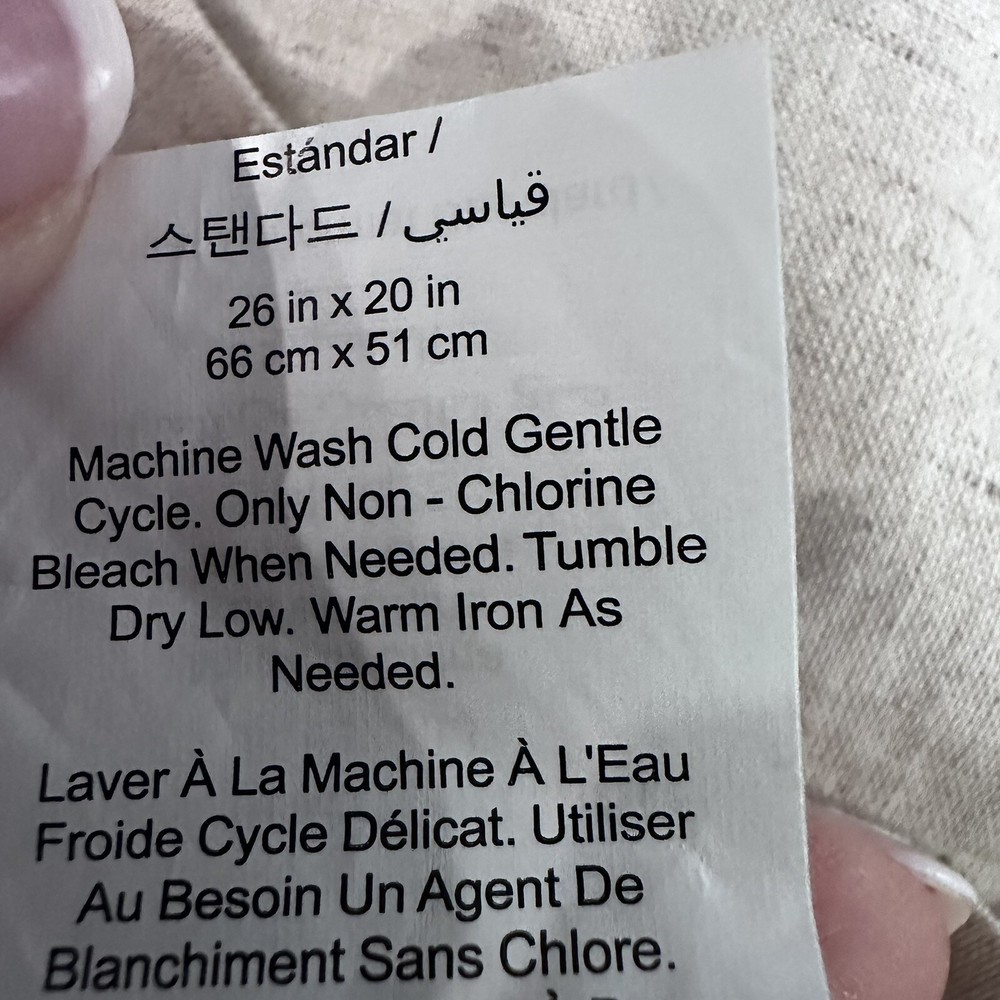 Estándar /
스탠다드 / قياسي
26 in x 20 in
66 cm x 51 cm
Machine Wash Cold Gentle
Cycle. Only Non - Chlorine
Bleach When Needed. Tumble
Dry Low. Warm Iron As
Needed.
Laver À La Machine À L'Eau
Froide Cycle Délicat. Utiliser
Au Besoin Un Agent De
Blanchiment Sans Chlore.